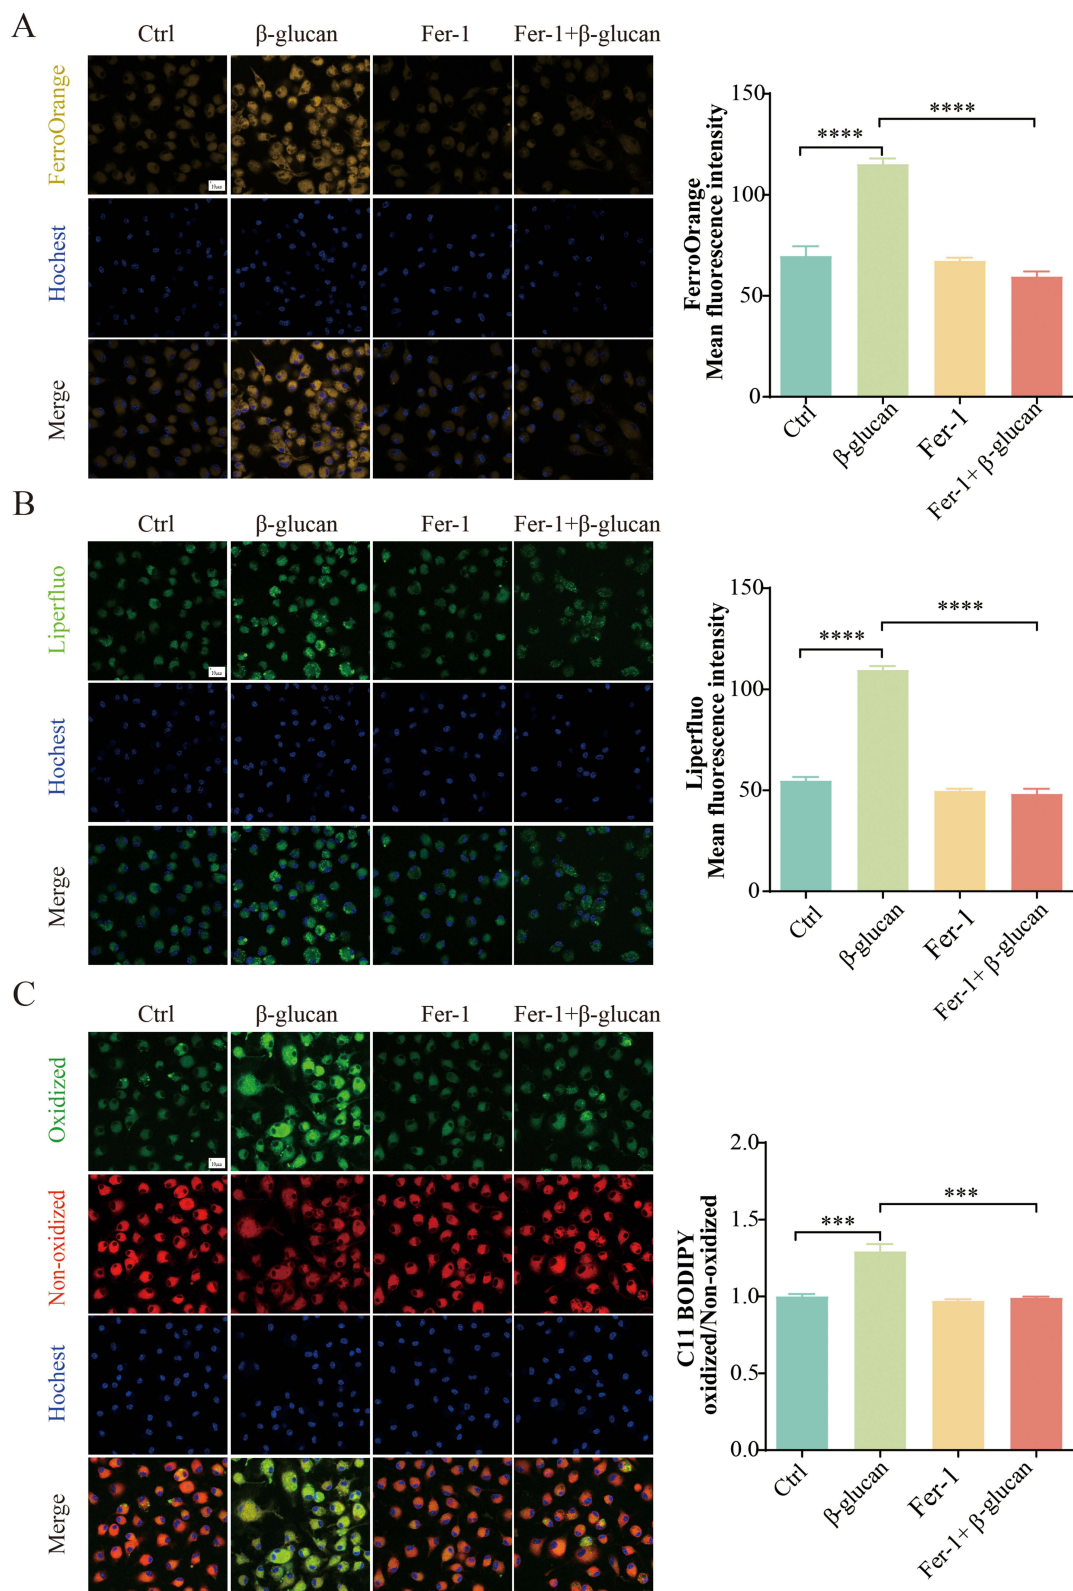 A
Ctrl
β-glucan
Fer-1
Fer-1+β-glucan
FerroOrange
Hochest
Merge
10μm
FerroOrange
Mean fluorescence intensity
150
100
50
0
****
****
Ctrl
β-glucan
Fer-1
Fer-1+ β-glucan
B
Ctrl
β-glucan
Fer-1
Fer-1+β-glucan
Liperfluo
Hochest
Merge
10μm
Liperfluo
Mean fluorescence intensity
150
100
50
0
****
****
Ctrl
β-glucan
Fer-1
Fer-1+ β-glucan
C
Ctrl
β-glucan
Fer-1
Fer-1+β-glucan
Oxidized
Non-oxidized
Hochest
Merge
10μm
C11 BODIPY
oxidized/Non-oxidized
2.0
1.5
1.0
0.5
0.0
***
***
Ctrl
β-glucan
Fer-1
Fer-1+ β-glucan